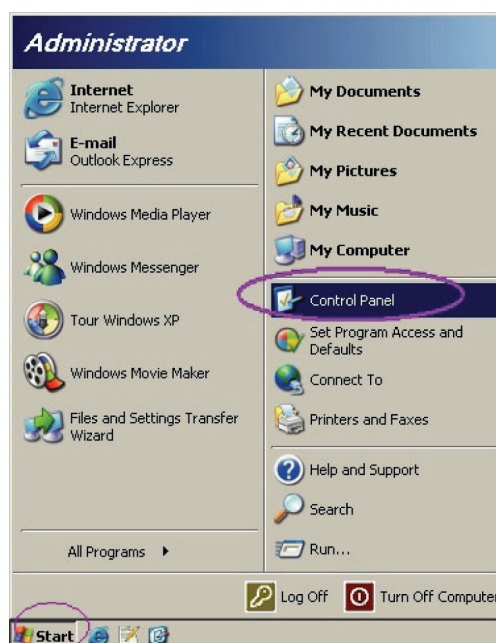 Administrator
Internet
Internet Explorer
E-mail
Outlook Express
Windows Media Player
Windows Messenger
Tour Windows XP
Windows Movie Maker
Files and Settings Transfer
Wizard
All Programs
My Documents
My Recent Documents
My Pictures
My Music
My Computer
Control Panel
Set Program Access and
Defaults
Connect To
Printers and Faxes
Help and Support
Search
Run...
Log Off
Turn Off Computer
Start